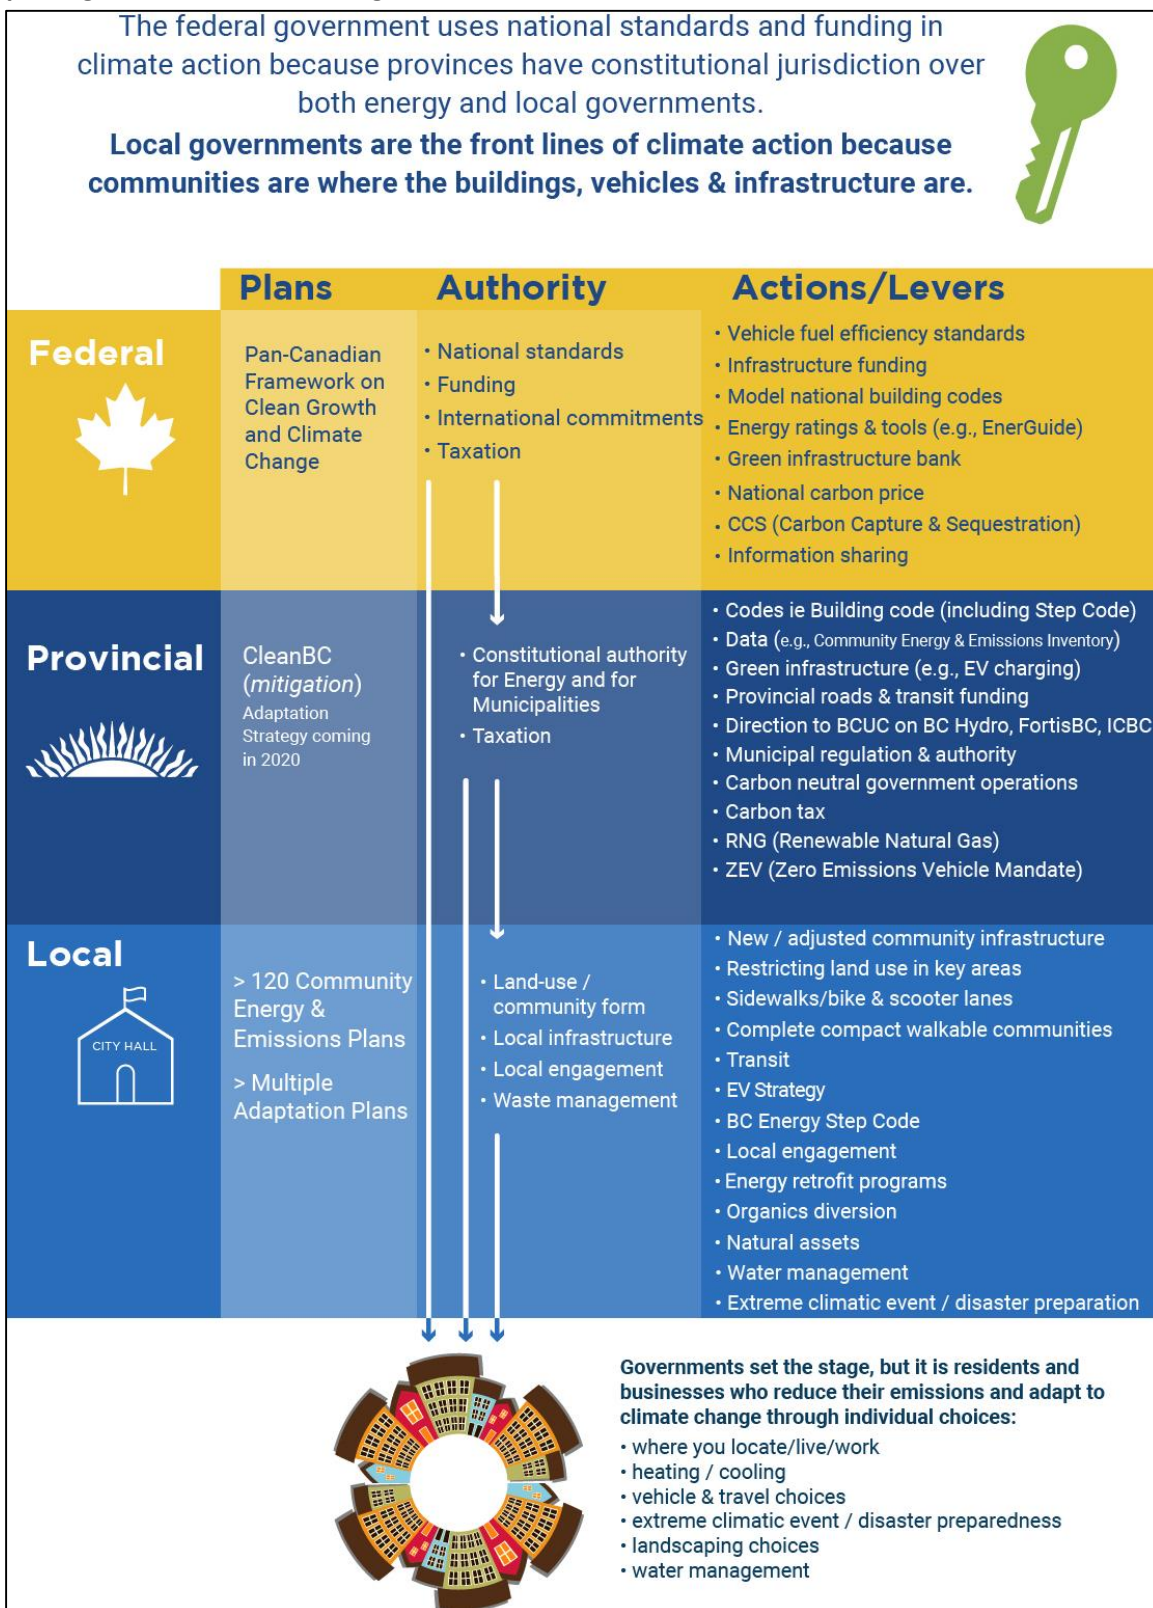 The federal government uses national standards and funding in
climate action because provinces have constitutional jurisdiction over
both energy and local governments.
Local governments are the front lines of climate action because
communities are where the buildings, vehicles & infrastructure are.
Plans
Authority
Actions/Levers
Federal
Pan-Canadian
Framework on
Clean Growth
and Climate
Change
• National standards
• Funding
• International commitments
• Taxation
• Vehicle fuel efficiency standards
• Infrastructure funding
• Model national building codes
• Energy ratings & tools (e.g., EnerGuide)
• Green infrastructure bank
• National carbon price
• CCS (Carbon Capture & Sequestration)
• Information sharing
Provincial
CleanBC
(mitigation)
Adaptation
Strategy coming
in 2020
• Constitutional authority
for Energy and for
Municipalities
• Taxation
• Codes ie Building code (including Step Code)
• Data (e.g., Community Energy & Emissions Inventory)
• Green infrastructure (e.g., EV charging)
• Provincial roads & transit funding
• Direction to BCUC on BC Hydro, FortisBC, ICBC
• Municipal regulation & authority
• Carbon neutral government operations
• Carbon tax
• RNG (Renewable Natural Gas)
• ZEV (Zero Emissions Vehicle Mandate)
Local
CITY HALL
> 120 Community
Energy &
Emissions Plans
> Multiple
Adaptation Plans
• Land-use /
community form
• Local infrastructure
• Local engagement
• Waste management
• New / adjusted community infrastructure
• Restricting land use in key areas
• Sidewalks/bike & scooter lanes
• Complete compact walkable communities
• Transit
• EV Strategy
• BC Energy Step Code
• Local engagement
• Energy retrofit programs
• Organics diversion
• Natural assets
• Water management
• Extreme climatic event / disaster preparation
Governments set the stage, but it is residents and
businesses who reduce their emissions and adapt to
climate change through individual choices:
• where you locate/live/work
• heating / cooling
• vehicle & travel choices
• extreme climatic event / disaster preparedness
• landscaping choices
• water management